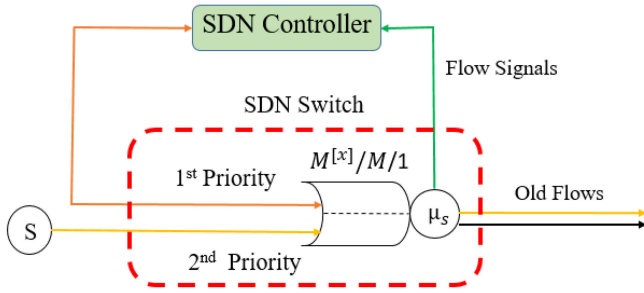 SDN Controller
Flow Signals
SDN Switch
M^[x]/M/1
1st Priority
Old Flows
S
μs
2nd Priority